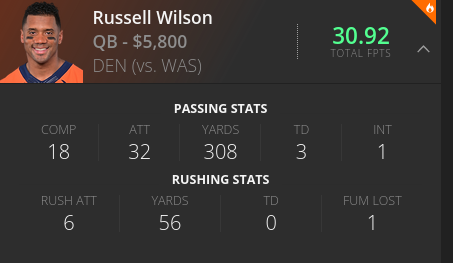 Russell Wilson
QB - $5,800
DEN (vs. WAS)
30.92
TOTAL FPTS
PASSING STATS
COMP ATT YARDS TD INT
18 32 308 3 1
RUSHING STATS
RUSH ATT YARDS TD FUM LOST
6 56 0 1